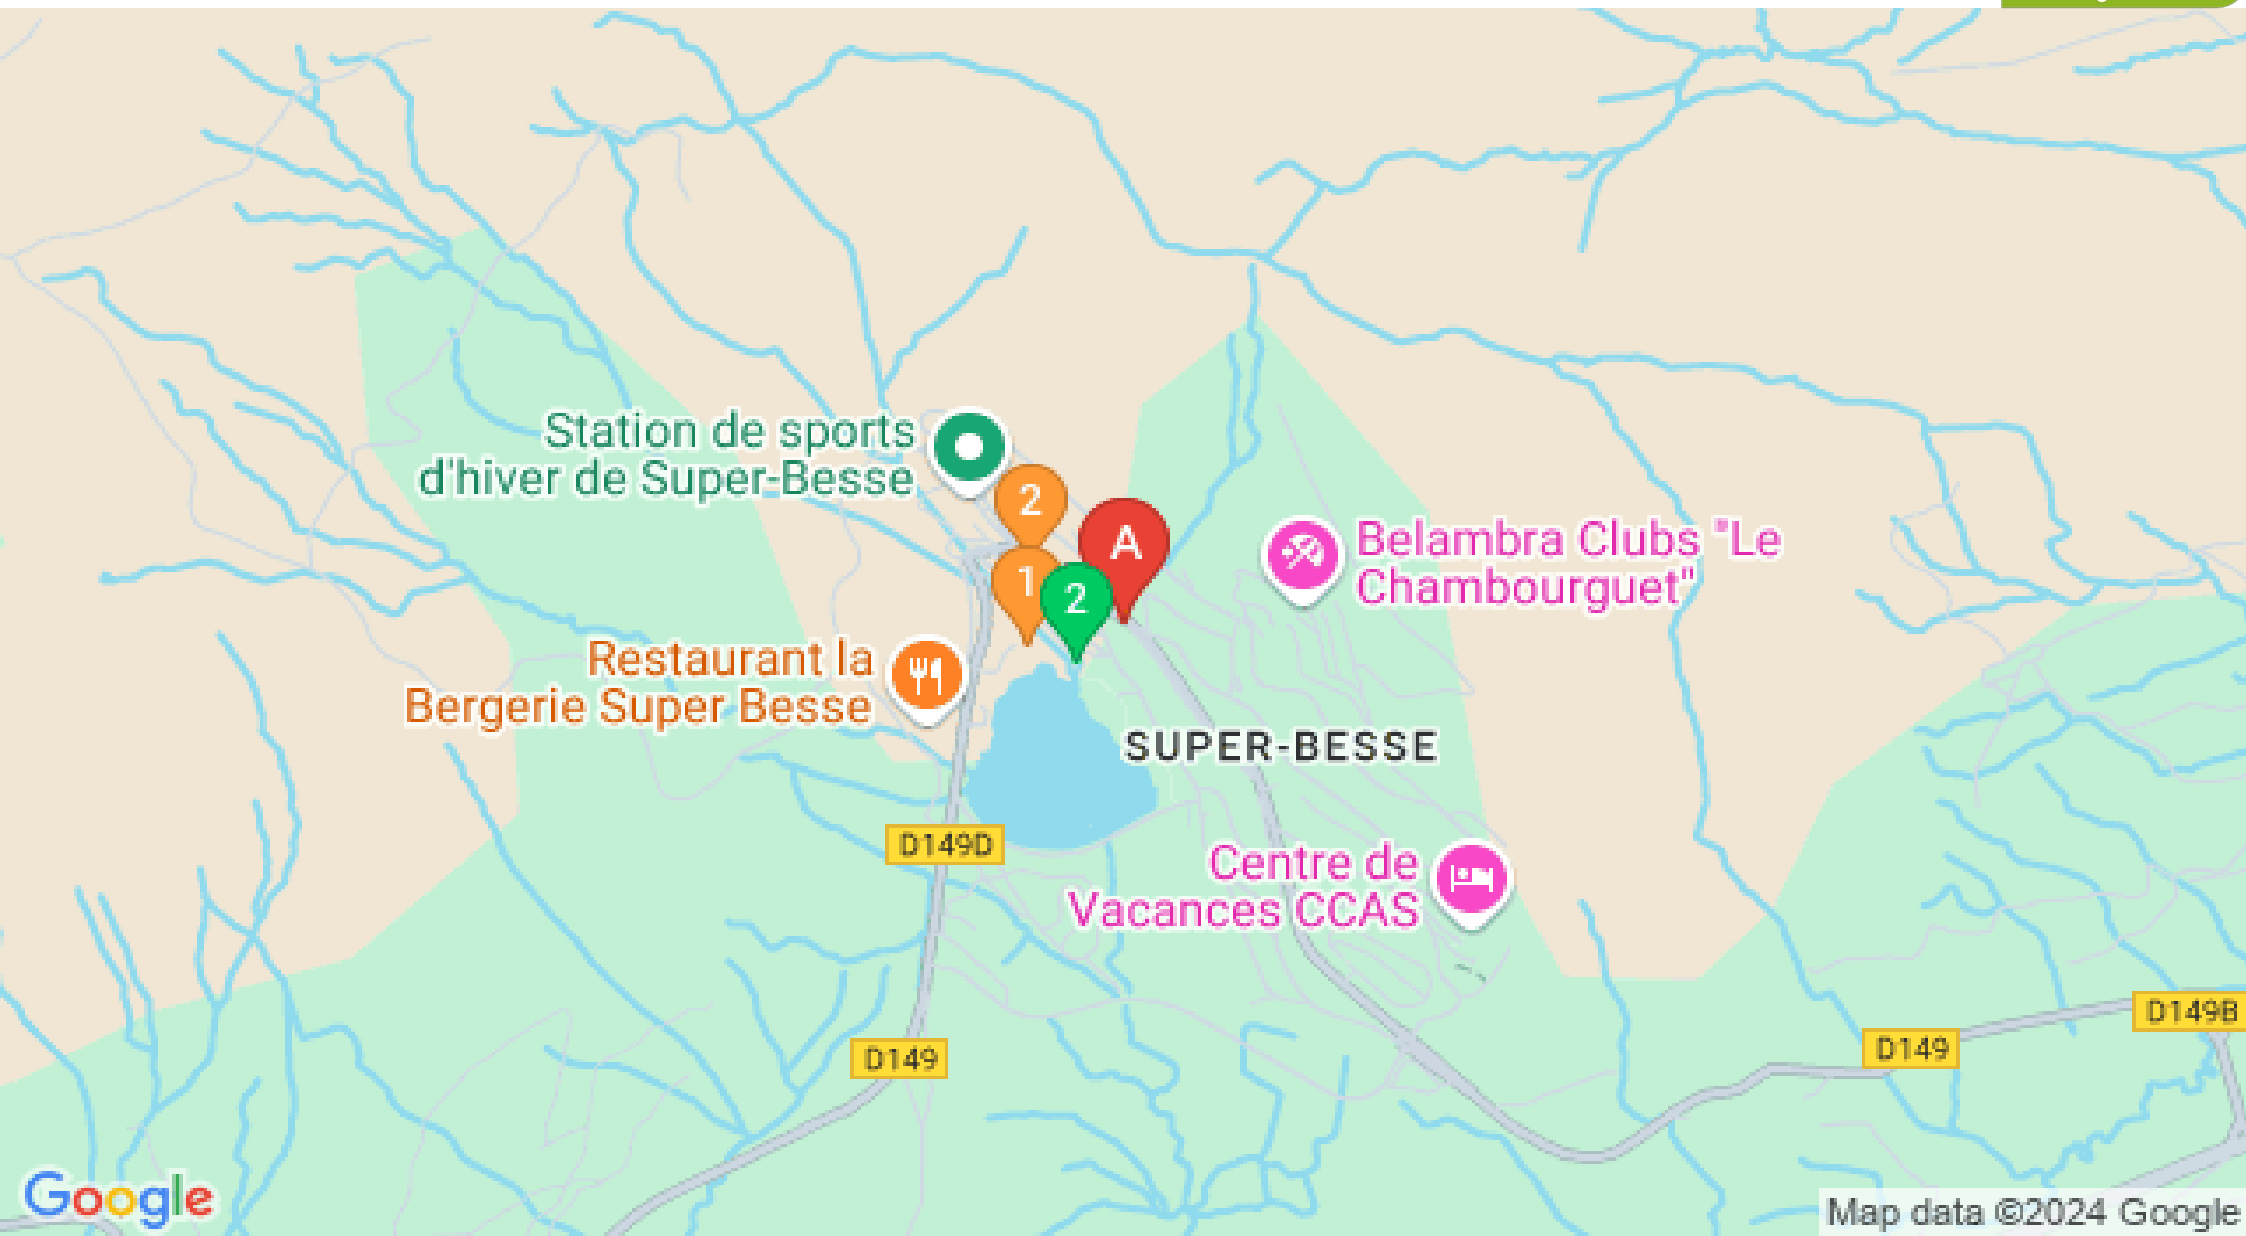 Station de sports
d'hiver de Super-Besse
2
A
Belambra Clubs "Le
Chambourguet"
1
2
Restaurant la
Bergerie Super Besse
SUPER-BESSE
D149D
Centre de
Vacances CCAS
D149B
D149
D149
Google
Map data ©2024 Google